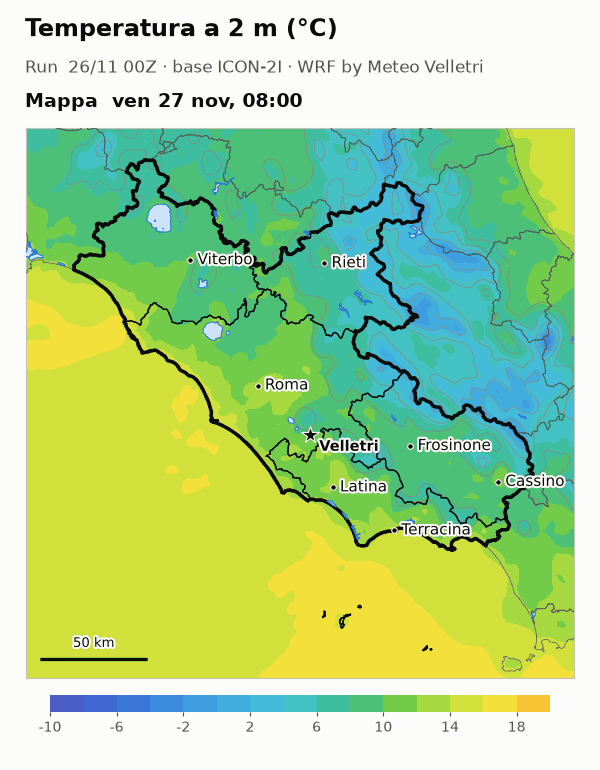 Temperatura a 2 m (°C)
Run  26/11 00Z · base ICON-2I · WRF by Meteo Velletri
Mappa  ven 27 nov, 08:00
Viterbo
Rieti
Roma
Velletri
Frosinone
Latina
Cassino
Terracina
50 km
-10 -6 -2 2 6 10 14 18